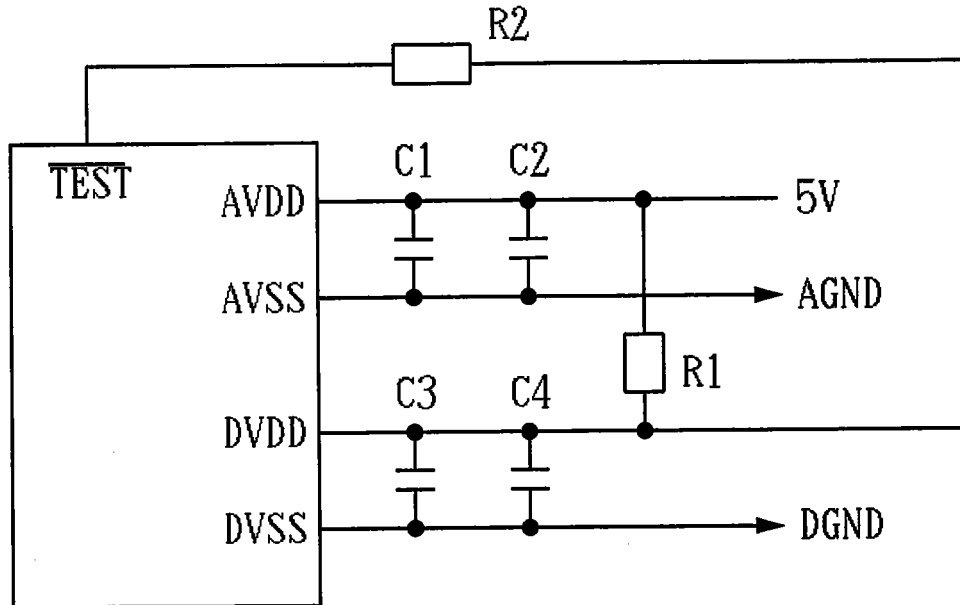 R2
TEST
C1 C2
AVDD 5V
AVSS AGND
R1
C3 C4
DVDD
DVSS DGND